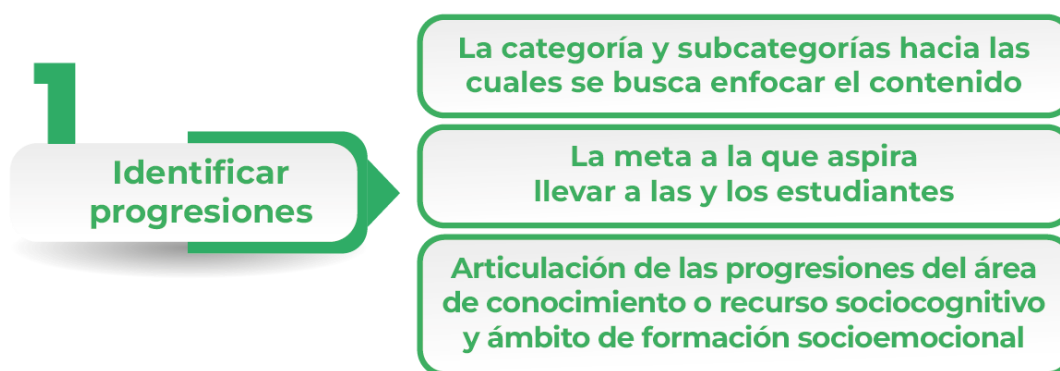 1
Identificar
progresiones
La categoría y subcategorías hacia las
cuales se busca enfocar el contenido
La meta a la que aspira
llevar a las y los estudiantes
Articulación de las progresiones del área
de conocimiento o recurso sociocognitivo
y ámbito de formación socioemocional